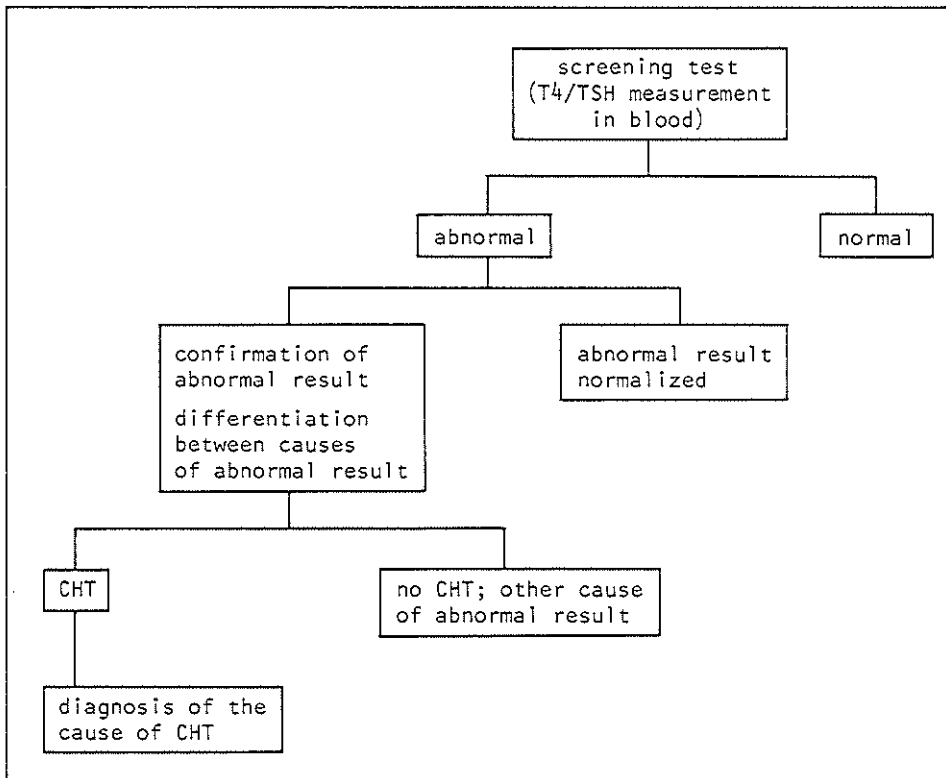 screening test
(T4/TSH measurement
in blood)
abnormal
normal
confirmation of
abnormal result
differentiation
between causes
of abnormal result
abnormal result
normalized
CHT
no CHT; other cause
of abnormal result
diagnosis of the
cause of CHT